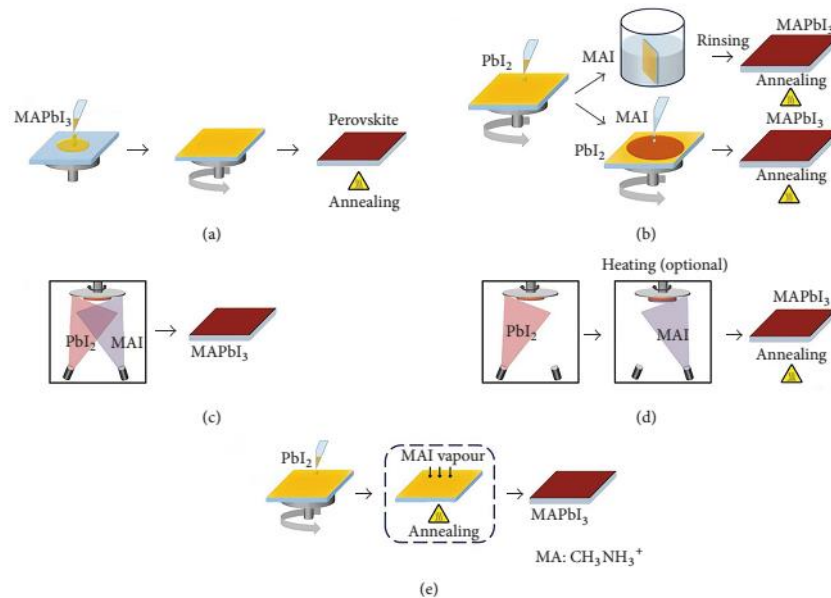 MAPbI₃
Perovskite
Annealing
(a)
PbI₂
MAI
Rinsing
MAPbI₃
Annealing
MAI
PbI₂
MAPbI₃
Annealing
(b)
PbI₂
MAI
MAPbI₃
(c)
Heating (optional)
PbI₂
MAI
MAPbI₃
Annealing
(d)
PbI₂
MAI vapour
Annealing
MAPbI₃
MA: CH₃NH₃⁺
(e)